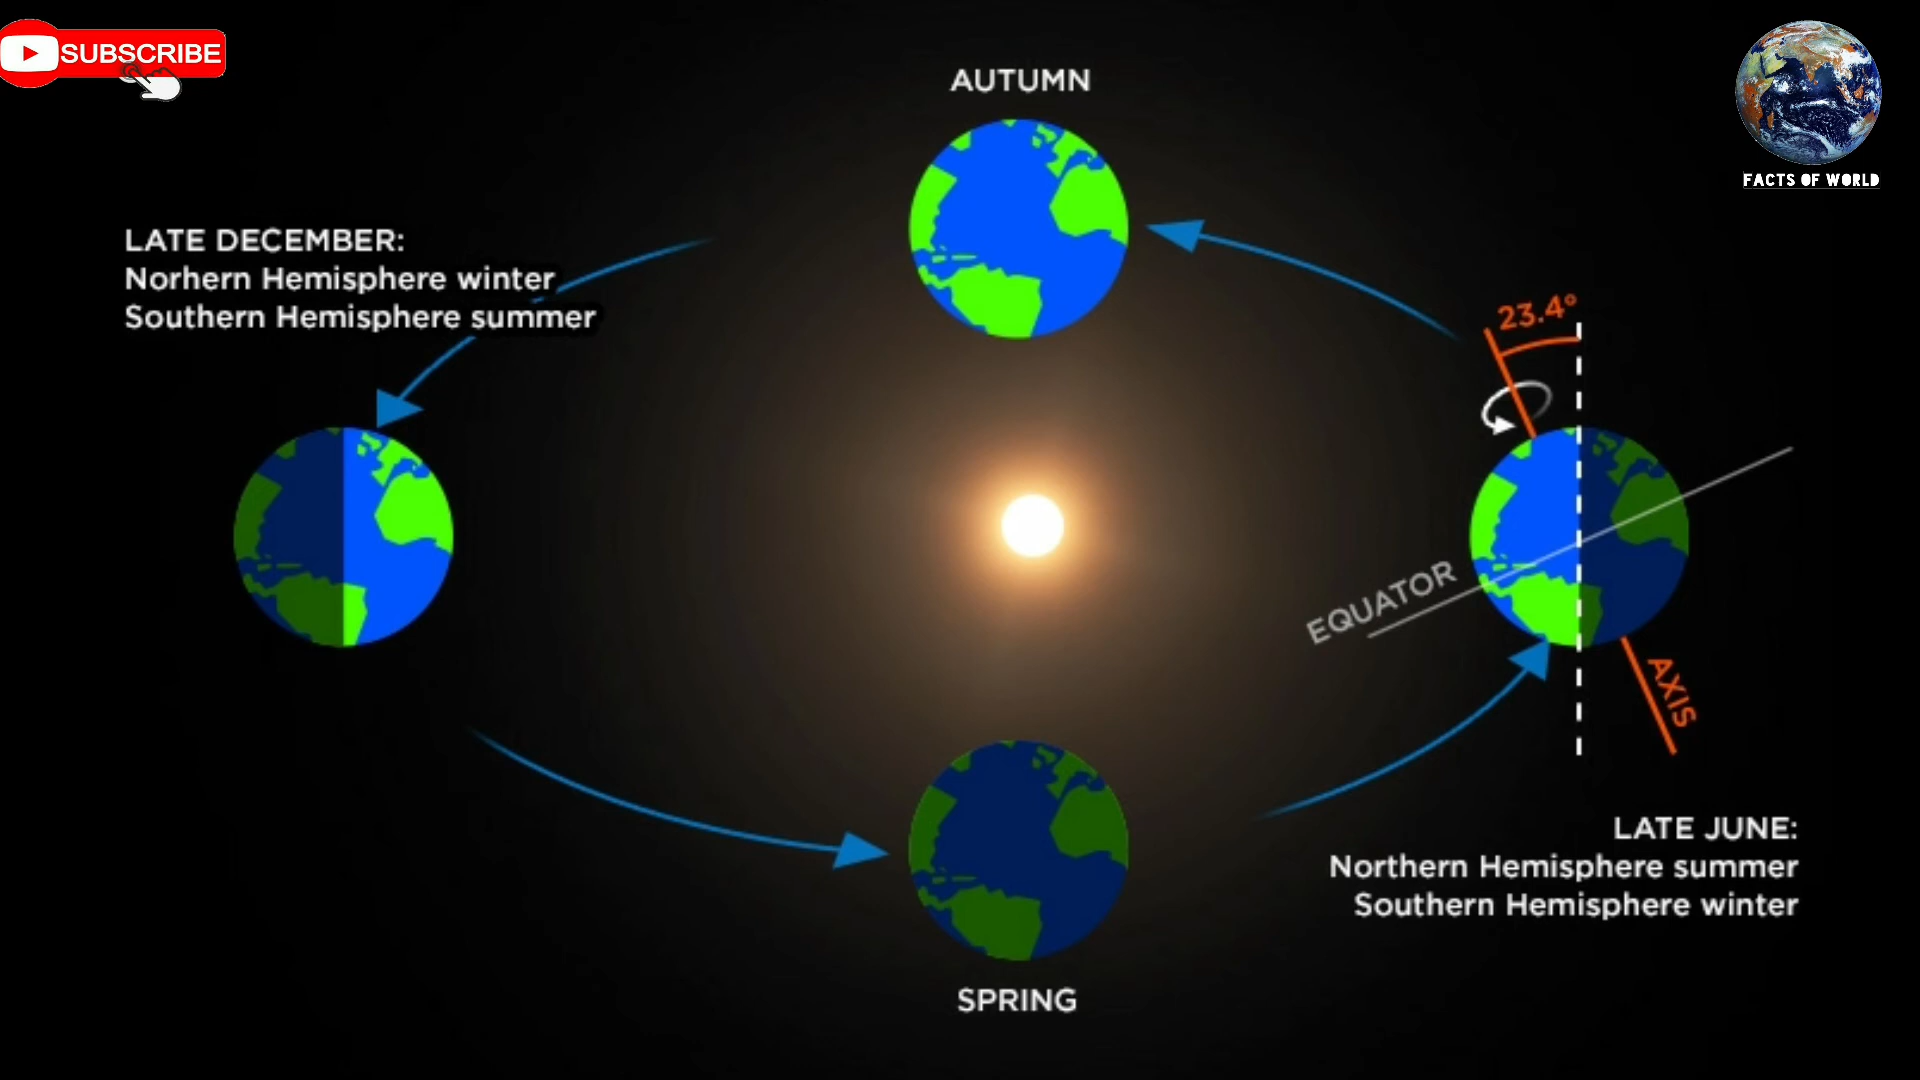 SUBSCRIBE
AUTUMN
FACTS OF WORLD
LATE DECEMBER:
Norhern Hemisphere winter
Southern Hemisphere summer
23.4°
EQUATOR
AXIS
LATE JUNE:
Northern Hemisphere summer
Southern Hemisphere winter
SPRING